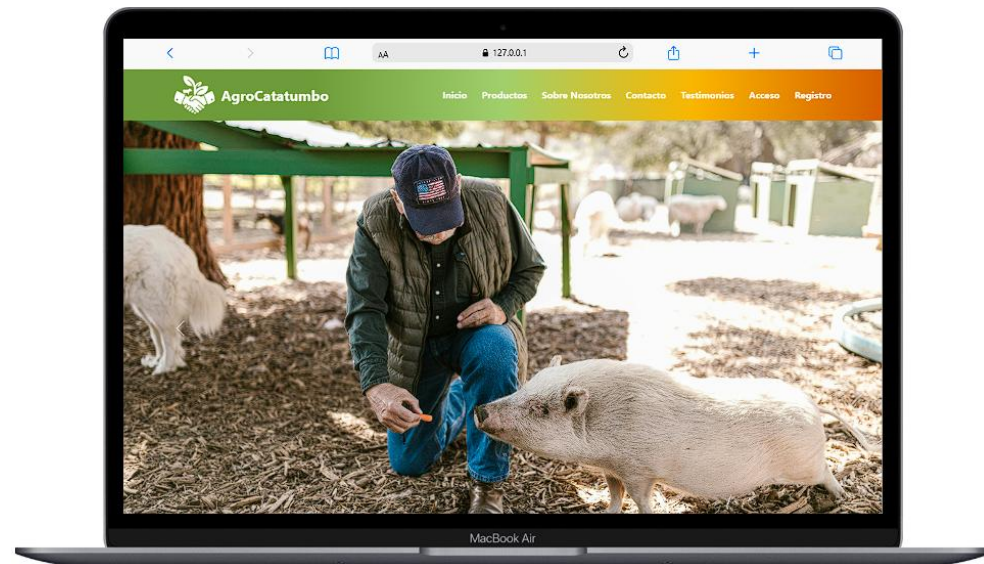 AA
127.0.0.1
AgroCatatumbo
Inicio Productos Sobre Nosotros Contacto Testimonios Acceso Registro
MacBook Air